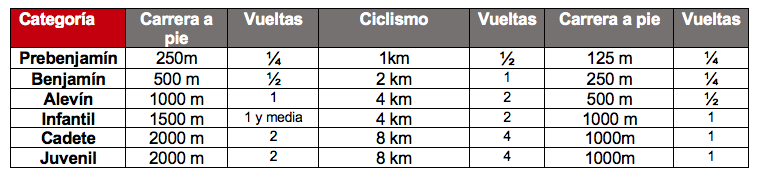 Categoría Carrera a pie Vueltas Ciclismo Vueltas Carrera a pie Vueltas
Prebenjamín 250m ¼ 1km ½ 125 m ¼
Benjamín 500 m ½ 2 km 1 250 m ¼
Alevín 1000 m 1 4 km 2 500 m ½
Infantil 1500 m 1 y media 4 km 2 1000 m 1
Cadete 2000 m 2 8 km 4 1000m 1
Juvenil 2000 m 2 8 km 4 1000m 1